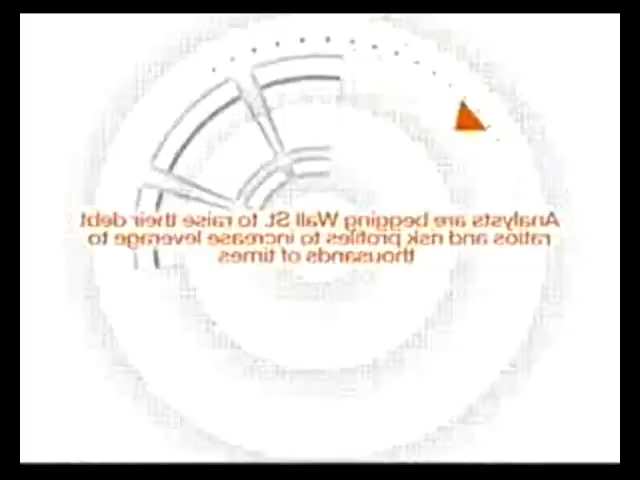 Analysts are begging Wall St. to raise their debt
ratios and risk profiles to increase leverage to
thousands of times